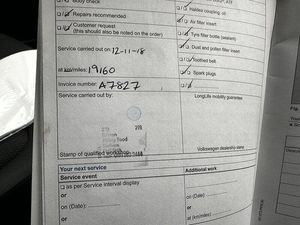 Body check
Repairs recommended
Haldex coupling, oil
Customer request
(this should also be noted on the order)
Air filter insert
Tyre filler bottle (sealant)
Service carried out on: 12-11-18
Dust and pollen filter insert
at km/miles: 19160
Toothed belt
Spark plugs
Invoice number: A7827
Service carried out by:
LongLife mobility guarantee
Stamp of qualified workshop
Volkswagen dealership stamp
Your next service
Service event
Additional work
as per Service interval display
or
on (Date):
on (Date):
or
or
at (km/miles)